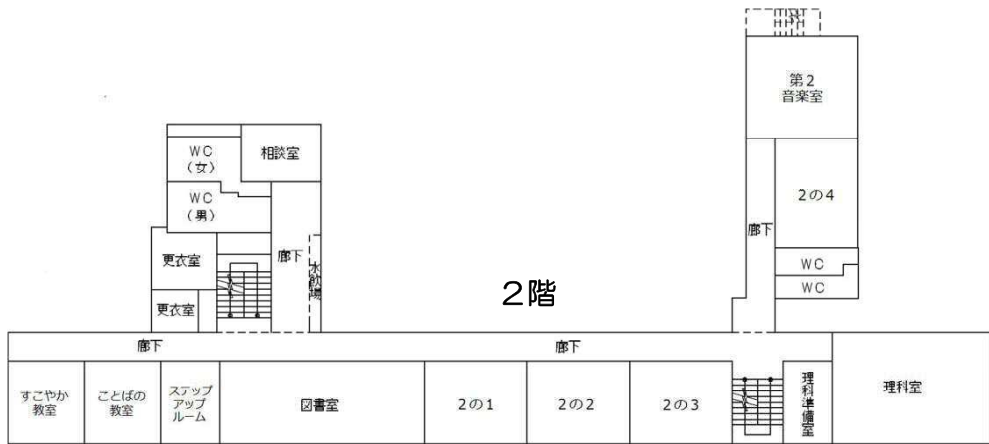 第2
音楽室
WC
(女)
相談室
WC
(男)
2の4
廊下
更衣室
廊下
水飲場
WC
2階
WC
更衣室
廊下
廊下
すこやか
教室
ことばの
教室
ステップ
アップ
ルーム
図書室
2の1
2の2
2の3
理科準備室
理科室